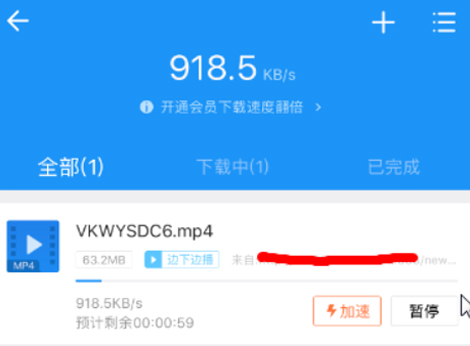 918.5 KB/s
开通会员下载速度翻倍
全部(1) 下载中(1) 已完成
VKWYSDC6.mp4
MP4
63.2MB 边下边播 来自: /new...
918.5KB/s
预计剩余00:00:59
加速 暂停